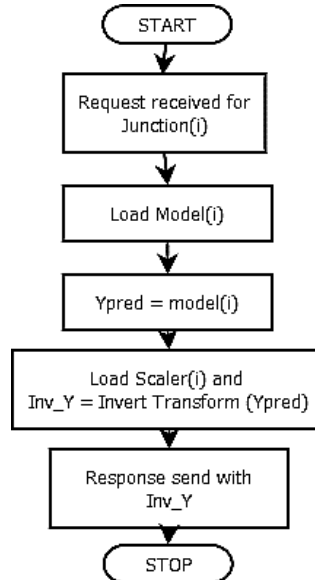 START
Request received for
Junction(i)
Load Model(i)
Ypred = model(i)
Load Scaler(i) and
Inv_Y = Invert Transform (Ypred)
Response send with
Inv_Y
STOP